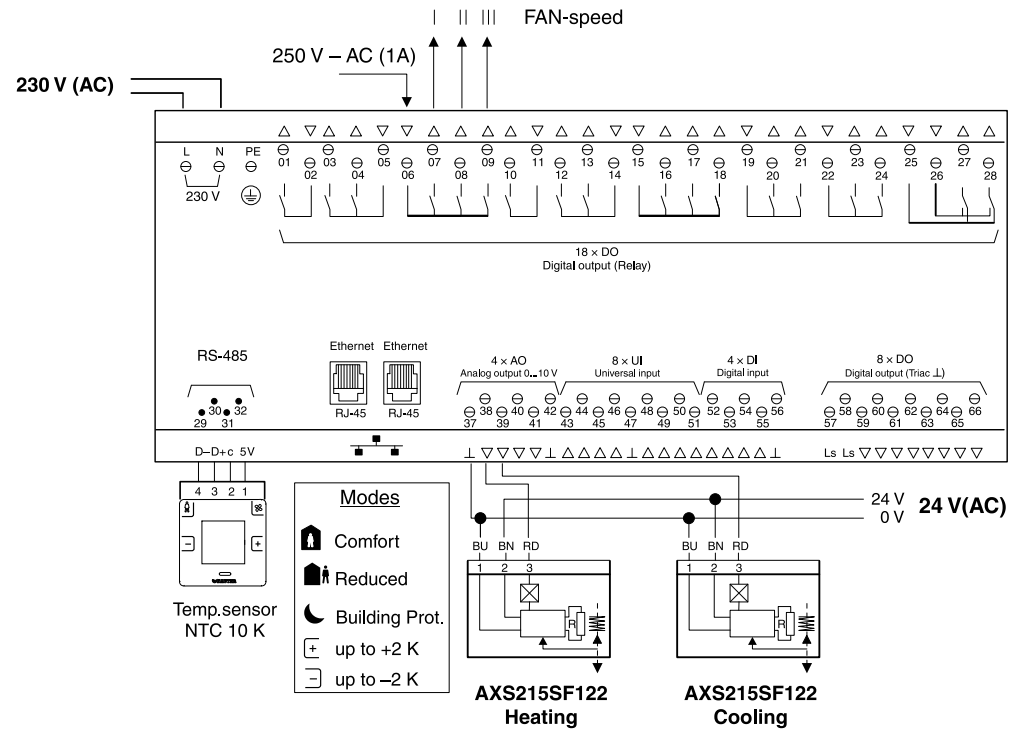 I II III FAN-speed
250 V – AC (1A)
230 V (AC)
L N PE
230 V
01 02 03 04 05 06 07 08 09 10 11 12 13 14 15 16 17 18 19 20 21 22 23 24 25 26 27 28
18 × DO
Digital output (Relay)
RS-485
Ethernet Ethernet
RJ-45 RJ-45
4 × AO
Analog output 0...10 V
8 × UI
Universal input
4 × DI
Digital input
8 × DO
Digital output (Triac ⊥)
29 30 31 32
37 38 39 40 41 42 43 44 45 46 47 48 49 50 51 52 53 54 55 56
57 58 59 60 61 62 63 64 65 66
D– D+ c 5V
Ls Ls
4 3 2 1
– +
Temp.sensor
NTC 10 K
Modes
Comfort
Reduced
Building Prot.
+ up to +2 K
– up to –2 K
24 V
0 V
24 V(AC)
BU BN RD
1 2 3
R
AXS215SF122
Heating
BU BN RD
1 2 3
R
AXS215SF122
Cooling